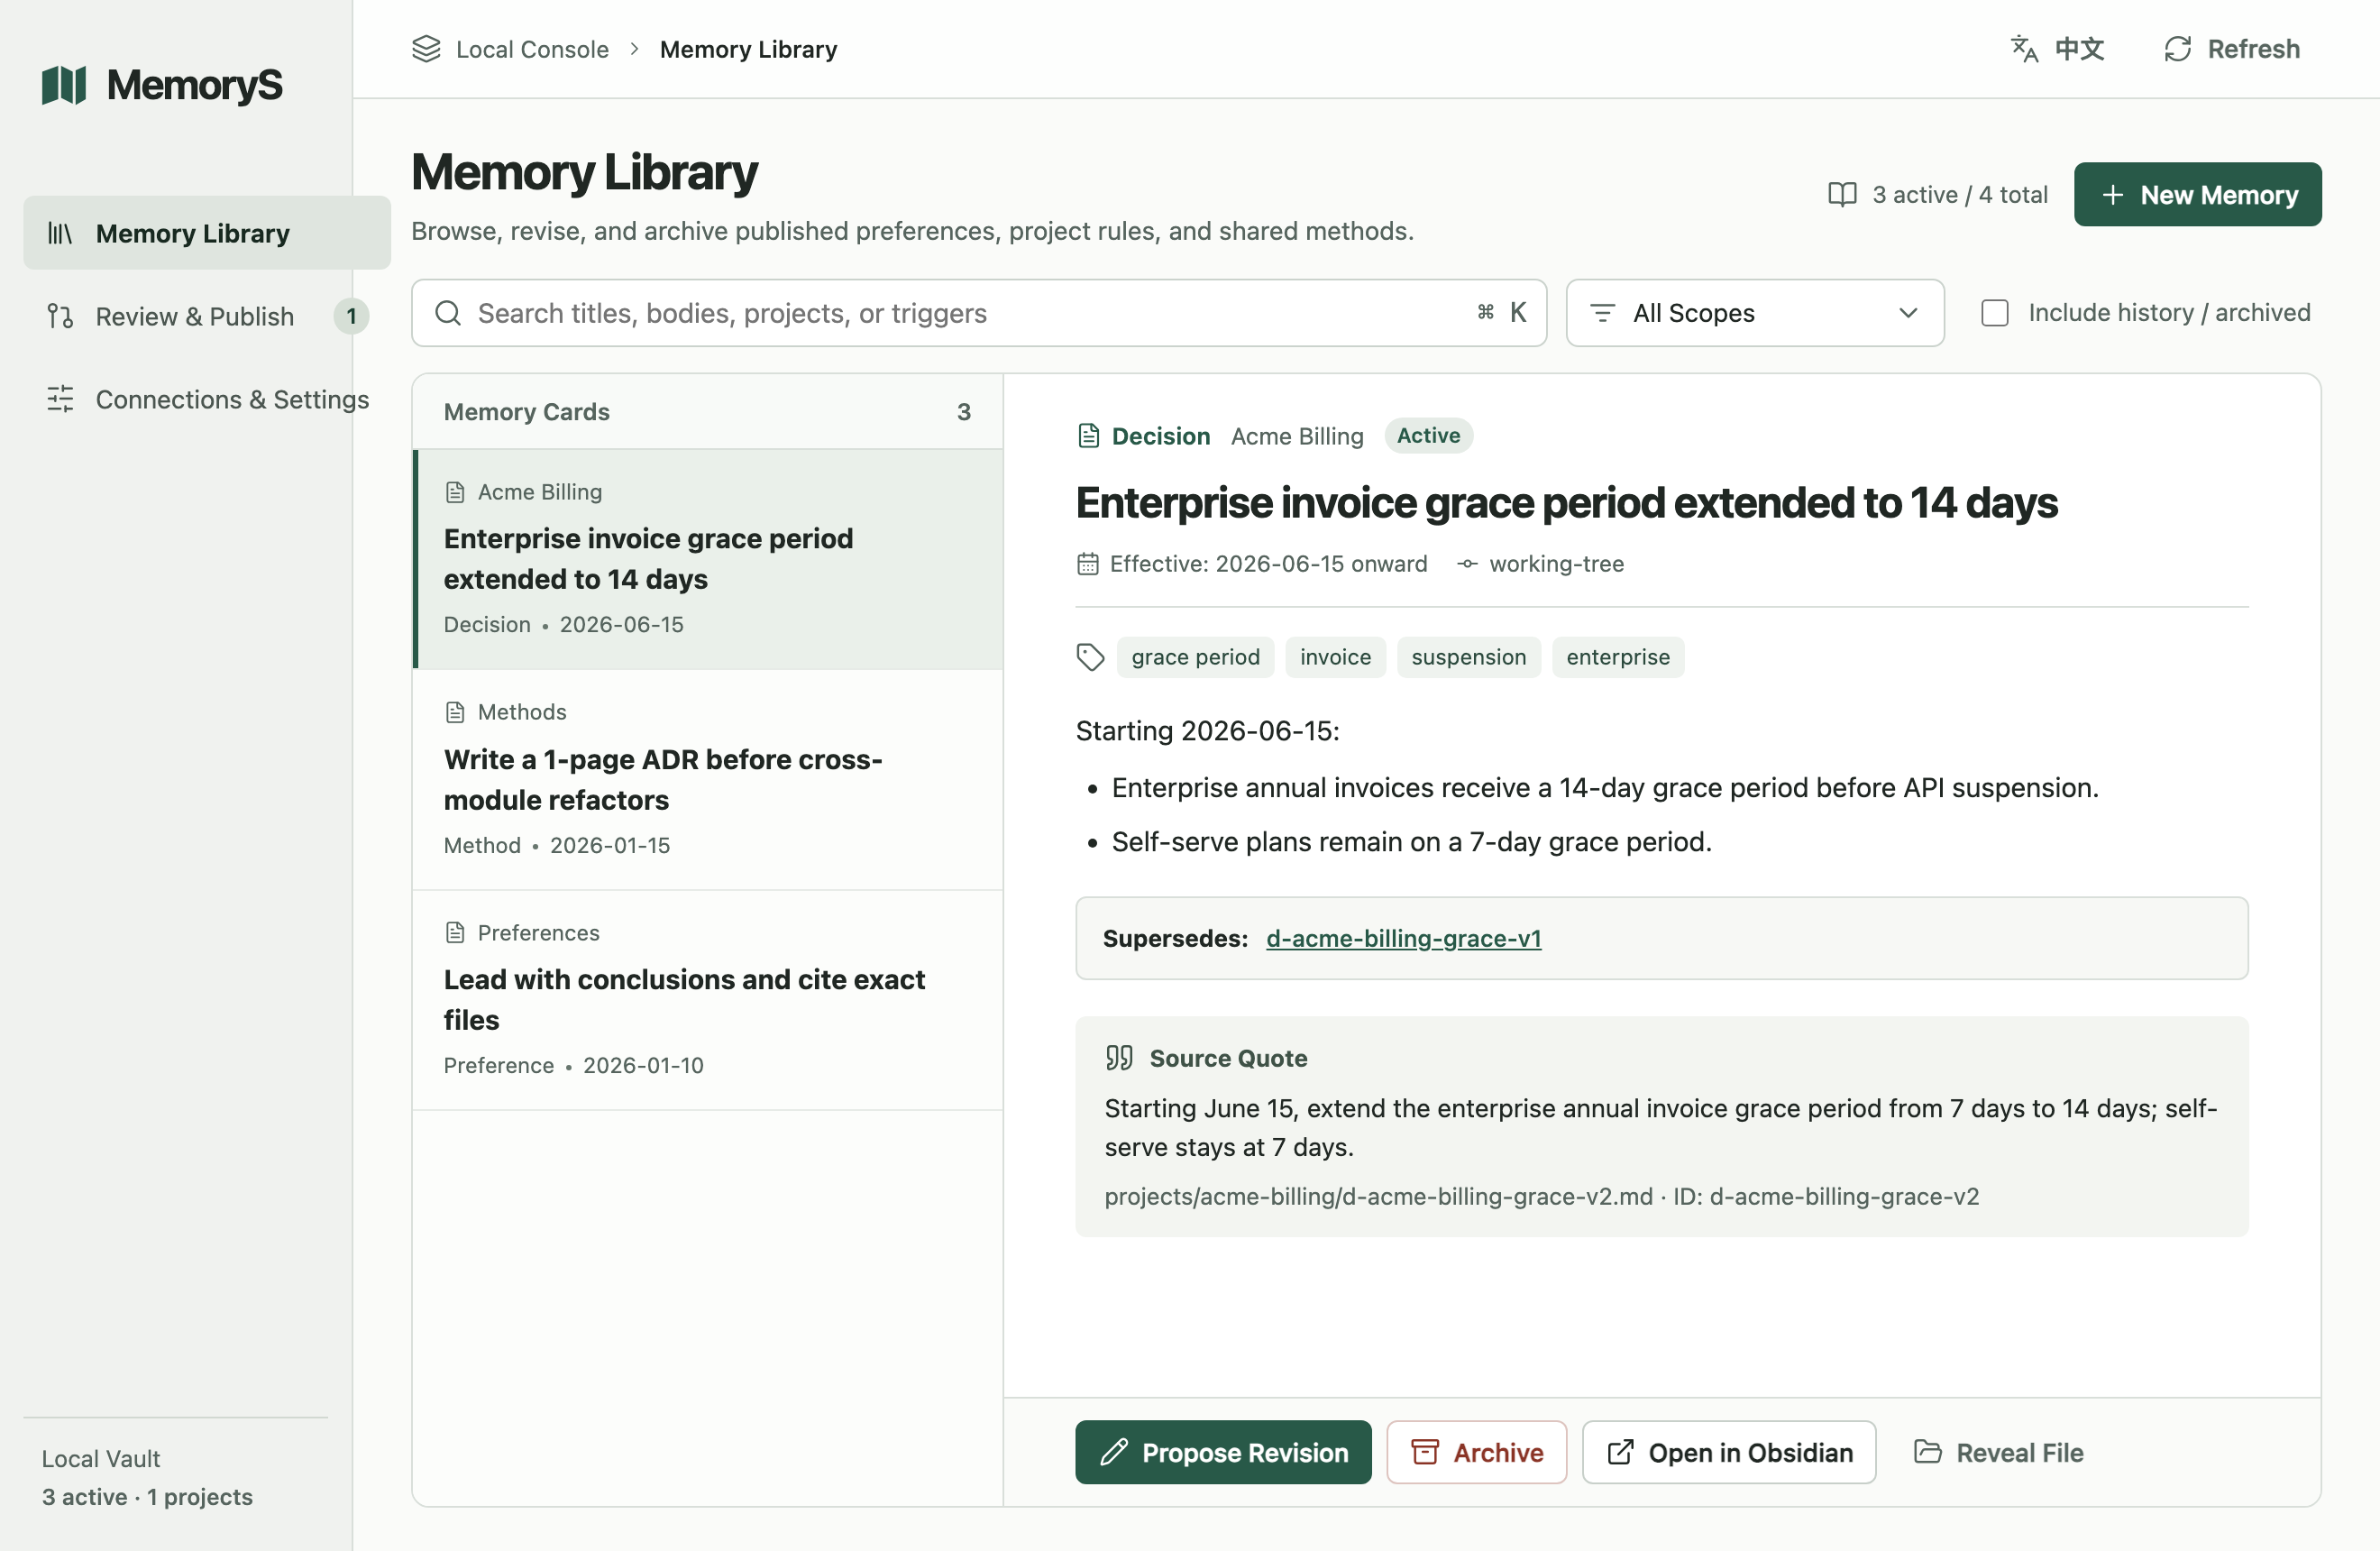 MemoryS
Memory Library
Review & Publish 1
Connections & Settings
Local Vault
3 active · 1 projects
Local Console > Memory Library
中文
Refresh
Memory Library
Browse, revise, and archive published preferences, project rules, and shared methods.
3 active / 4 total
+ New Memory
Search titles, bodies, projects, or triggers ⌘ K
All Scopes
Include history / archived
Memory Cards 3
Acme Billing
Enterprise invoice grace period
extended to 14 days
Decision • 2026-06-15
Methods
Write a 1-page ADR before cross-
module refactors
Method • 2026-01-15
Preferences
Lead with conclusions and cite exact
files
Preference • 2026-01-10
Decision Acme Billing Active
Enterprise invoice grace period extended to 14 days
Effective: 2026-06-15 onward working-tree
grace period invoice suspension enterprise
Starting 2026-06-15:
• Enterprise annual invoices receive a 14-day grace period before API suspension.
• Self-serve plans remain on a 7-day grace period.
Supersedes: d-acme-billing-grace-v1
Source Quote
Starting June 15, extend the enterprise annual invoice grace period from 7 days to 14 days; self-
serve stays at 7 days.
projects/acme-billing/d-acme-billing-grace-v2.md · ID: d-acme-billing-grace-v2
Propose Revision
Archive
Open in Obsidian
Reveal File